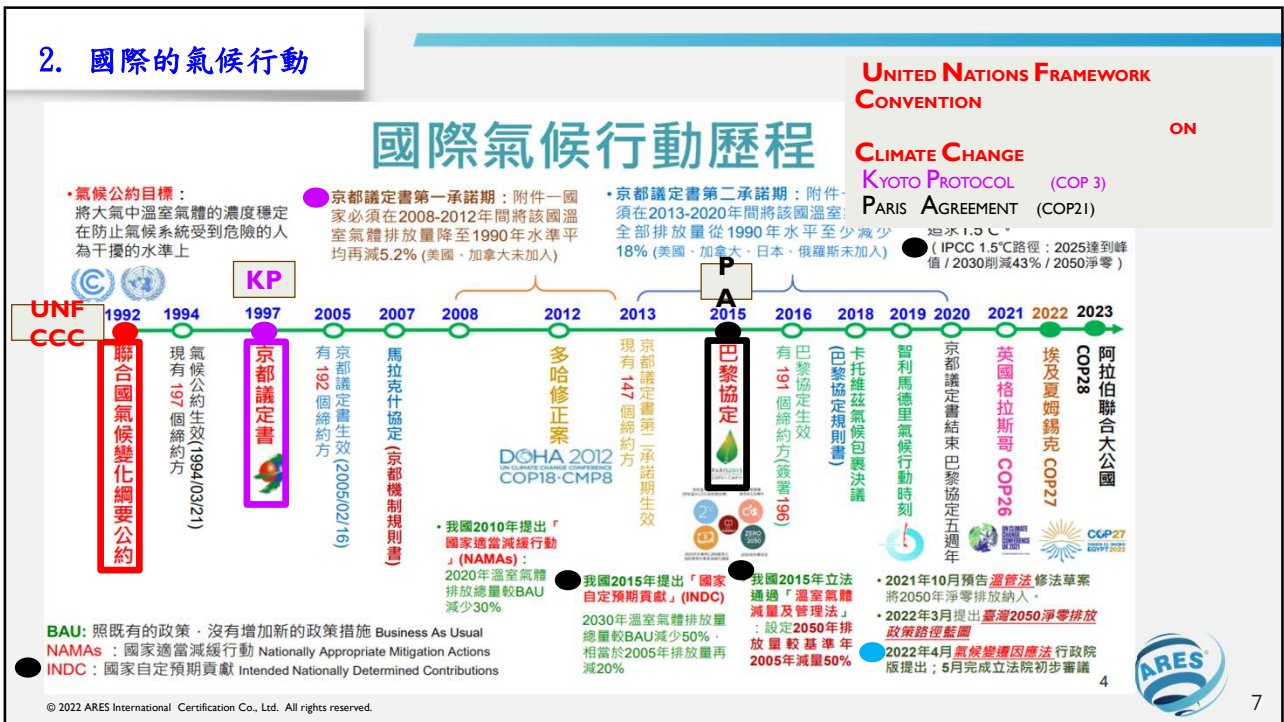 2. 國際的氣候行動
UNITED NATIONS FRAMEWORK
CONVENTION
ON
CLIMATE CHANGE
KYOTO PROTOCOL (COP 3)
PARIS AGREEMENT (COP21)
國際氣候行動歷程
•氣候公約目標：
將大氣中溫室氣體的濃度穩定
在防止氣候系統受到危險的人
為干擾的水準上
京都議定書第一承諾期：附件一國
家必須在2008-2012年間將該國溫
室氣體排放量降至1990年水準平
均再減5.2% (美國、加拿大未加入)
•京都議定書第二承諾期：附件一
須在2013-2020年間將該國溫室
全部排放量從1990年水平至少減少
18% (美國、加拿大、日本、俄羅斯未加入)
追求1.5℃。
( IPCC 1.5℃路徑：2025達到峰
值 / 2030削減43% / 2050淨零 )
UNF
CCC
KP
P
A
1992
1994
1997
2005
2007
2008
2012
2013
2015
2016
2018
2019
2020
2021
2022
2023
聯合國氣候變化綱要公約
氣候公約生效(1994/03/21)
現有 197 個締約方
京都議定書
京都議定書生效 (2005/02/16)
有 192 個締約方
馬拉克什協定 (京都機制規則書)
多哈修正案
DOHA 2012
UN CLIMATE CHANGE CONFERENCE
COP18·CMP8
京都議定書第二承諾期生效
現有 147 個締約方
巴黎協定
PARIS2015
2°C
ZERO
2050
巴黎協定生效
有 191 個締約方(簽署196)
卡托維茲氣候包裹決議
(巴黎協定規則書)
智利馬德里氣候行動時刻
京都議定書結束 巴黎協定五週年
英國格拉斯哥 COP26
UN CLIMATE
CHANGE
CONFERENCE
UK 2021
埃及夏姆錫克 COP27
COP27
EGYPT2022
阿拉伯聯合大公國
COP28
•我國2010年提出「
國家適當減緩行動
」(NAMAs)：
2020年溫室氣體
排放總量較BAU
減少30%
我國2015年提出「國家
自定預期貢獻」(INDC)
2030年溫室氣體排放量
總量較BAU減少50%，
相當於2005年排放量再
減20%
我國2015年立法
通過「溫室氣體
減量及管理法」
：設定2050年排
放量較基準年
2005年減量50%
•2021年10月預告溫管法修法草案
將2050年淨零排放納入。
•2022年3月提出臺灣2050淨零排放
政策路徑藍圖
2022年4月氣候變遷因應法行政院
版提出；5月完成立法院初步審議
BAU: 照既有的政策，沒有增加新的政策措施 Business As Usual
NAMAs ：國家適當減緩行動 Nationally Appropriate Mitigation Actions
INDC：國家自定預期貢獻 Intended Nationally Determined Contributions
4
ARES®
© 2022 ARES International Certification Co., Ltd. All rights reserved.
7